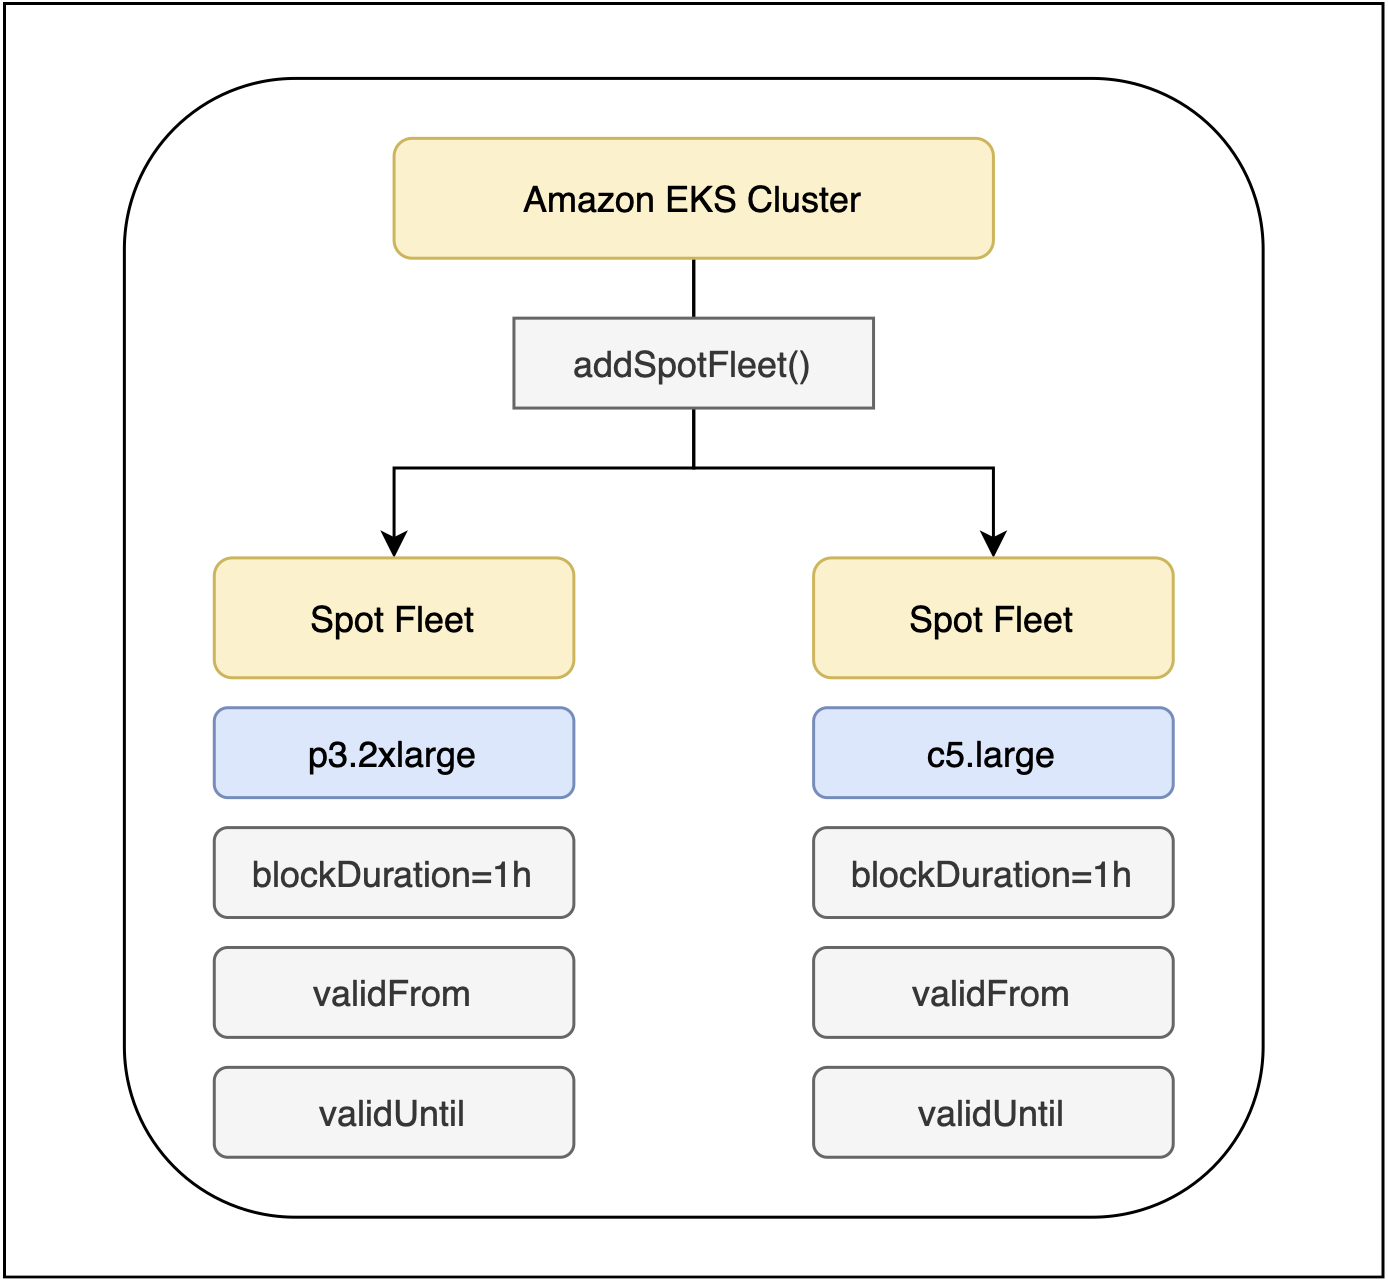 Amazon EKS Cluster
addSpotFleet()
Spot Fleet
p3.2xlarge
blockDuration=1h
validFrom
validUntil
Spot Fleet
c5.large
blockDuration=1h
validFrom
validUntil